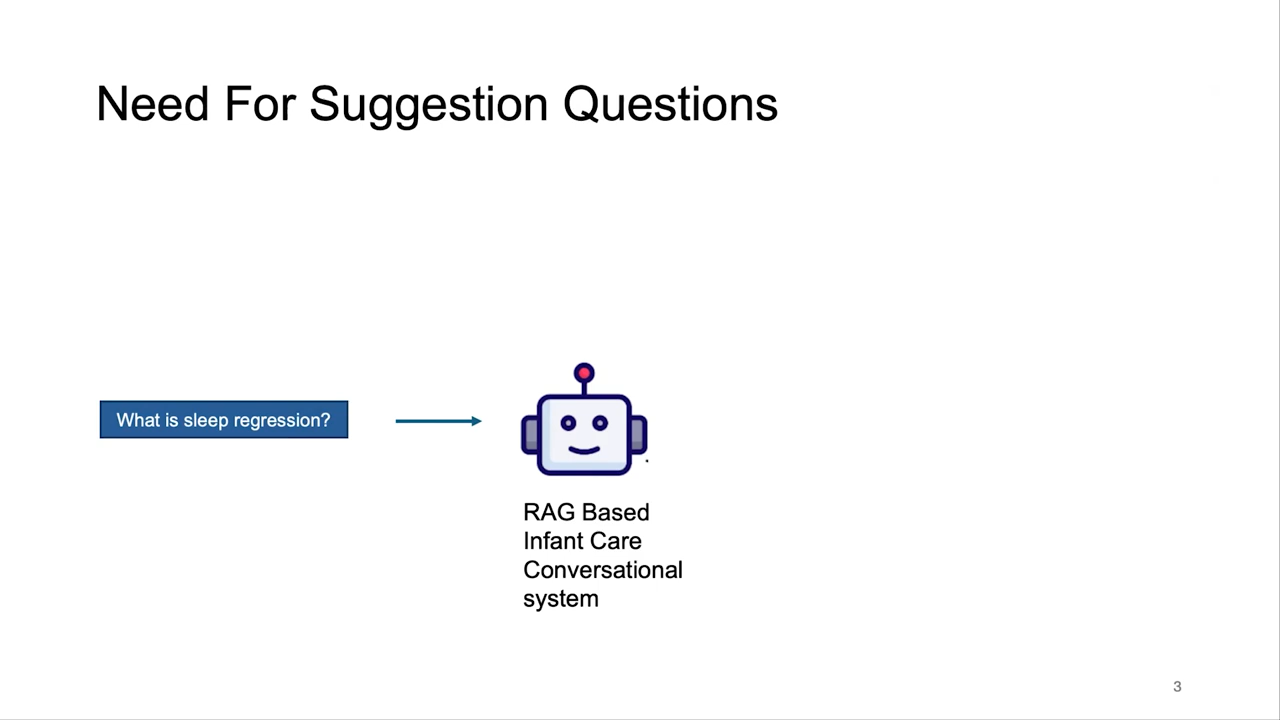 Need For Suggestion Questions
What is sleep regression?
RAG Based
Infant Care
Conversational
system
3